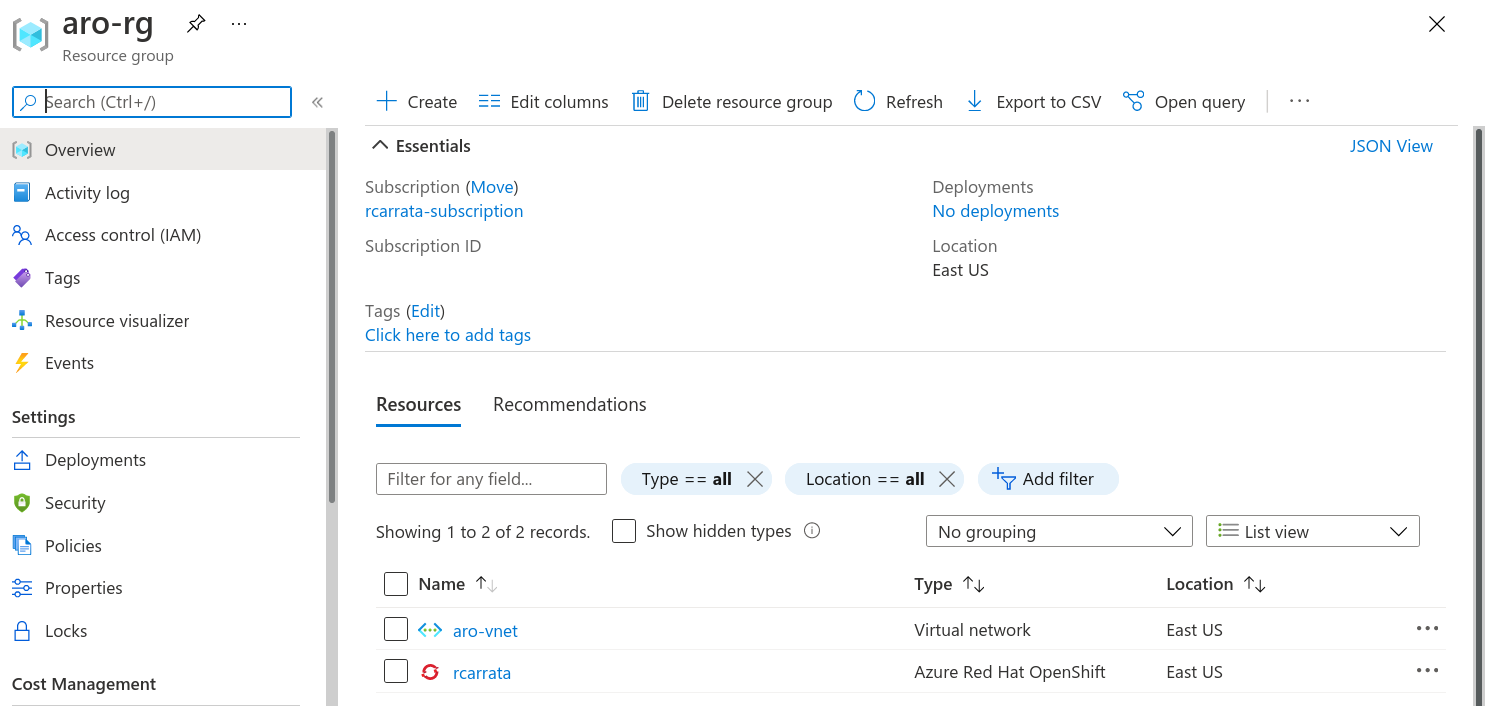 aro-rg
Resource group
Search (Ctrl+/)
Overview
Activity log
Access control (IAM)
Tags
Resource visualizer
Events
Settings
Deployments
Security
Policies
Properties
Locks
Cost Management
Create Edit columns Delete resource group Refresh Export to CSV Open query
Essentials JSON View
Subscription (Move) Deployments
rcarrata-subscription No deployments
Subscription ID Location
East US
Tags (Edit)
Click here to add tags
Resources Recommendations
Filter for any field... Type == all Location == all Add filter
Showing 1 to 2 of 2 records. Show hidden types No grouping List view
Name Type Location
aro-vnet Virtual network East US
rcarrata Azure Red Hat OpenShift East US